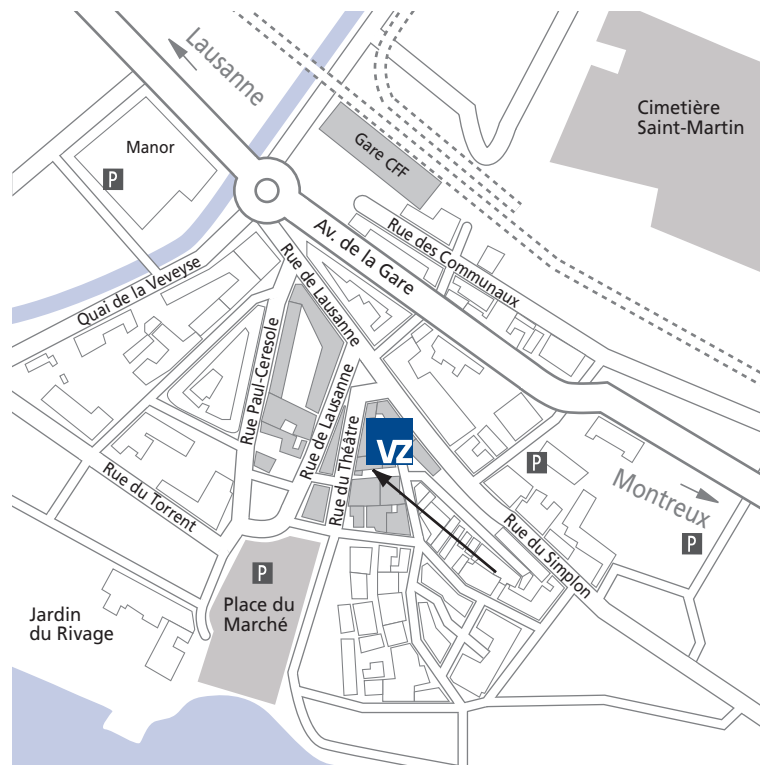 Lausanne
Cimetière
Saint-Martin
Manor
Gare CFF
P
Av. de la Gare
Rue des Communaux
Quai de la Veveyse
Rue de Lausanne
Rue Paul-Ceresole
Rue de Lausanne
Rue du Théâtre
VZ
P
Montreux
Rue du Torrent
Rue du Simplon
P
P
Place du
Marché
Jardin
du Rivage